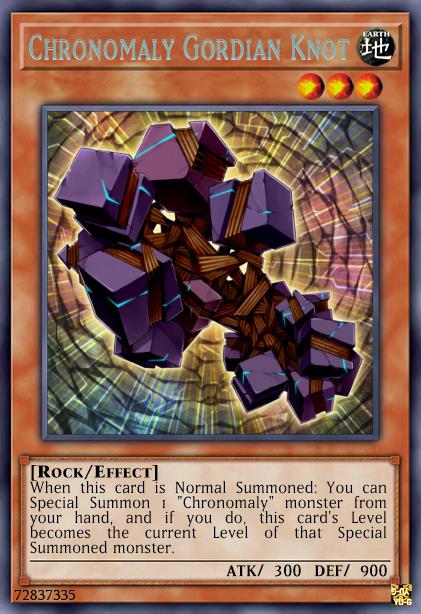 Chronomaly Gordian Knot
EARTH
地
[Rock/Effect]
When this card is Normal Summoned: You can
Special Summon 1 "Chronomaly" monster from
your hand, and if you do, this card's Level
becomes the current Level of that Special
Summoned monster.
ATK/ 300 DEF/ 900
72837335